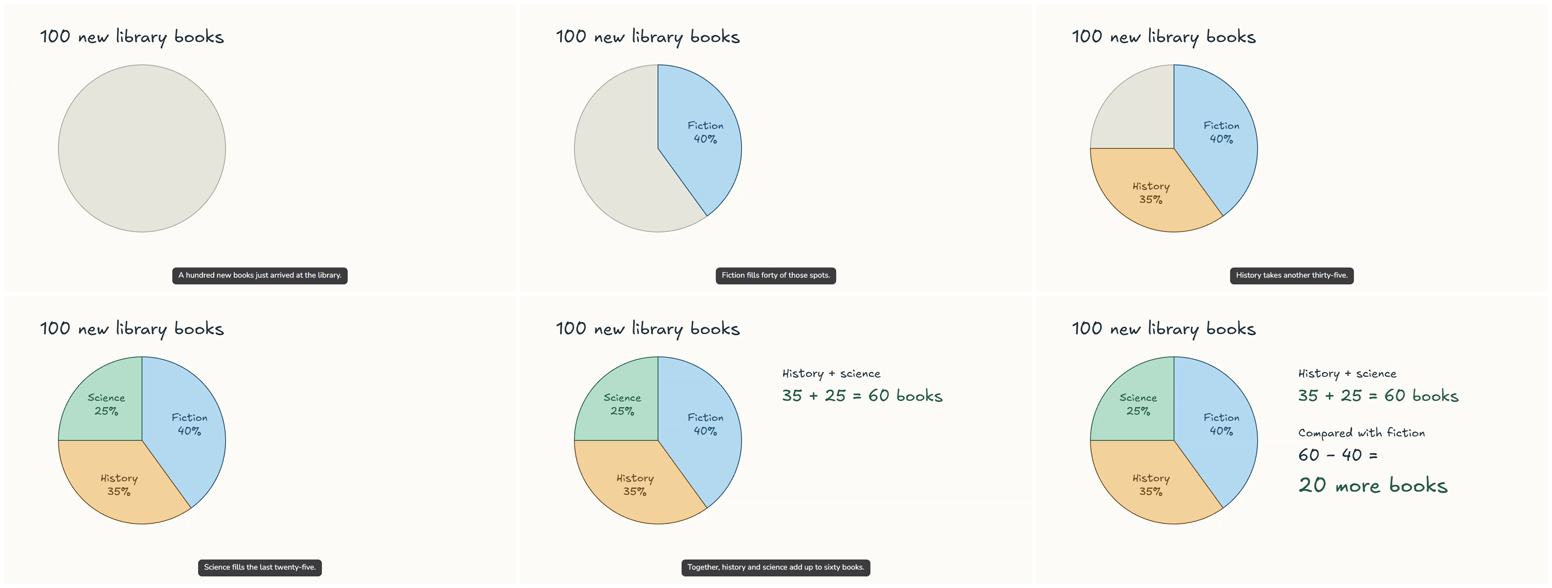 100 new library books
A hundred new books just arrived at the library.
100 new library books
Fiction
40%
Fiction fills forty of those spots.
100 new library books
Fiction
40%
History
35%
History takes another thirty-five.
100 new library books
Science
25%
Fiction
40%
History
35%
Science fills the last twenty-five.
100 new library books
Science
25%
Fiction
40%
History
35%
History + science
35 + 25 = 60 books
Together, history and science add up to sixty books.
100 new library books
Science
25%
Fiction
40%
History
35%
History + science
35 + 25 = 60 books
Compared with fiction
60 – 40 =
20 more books